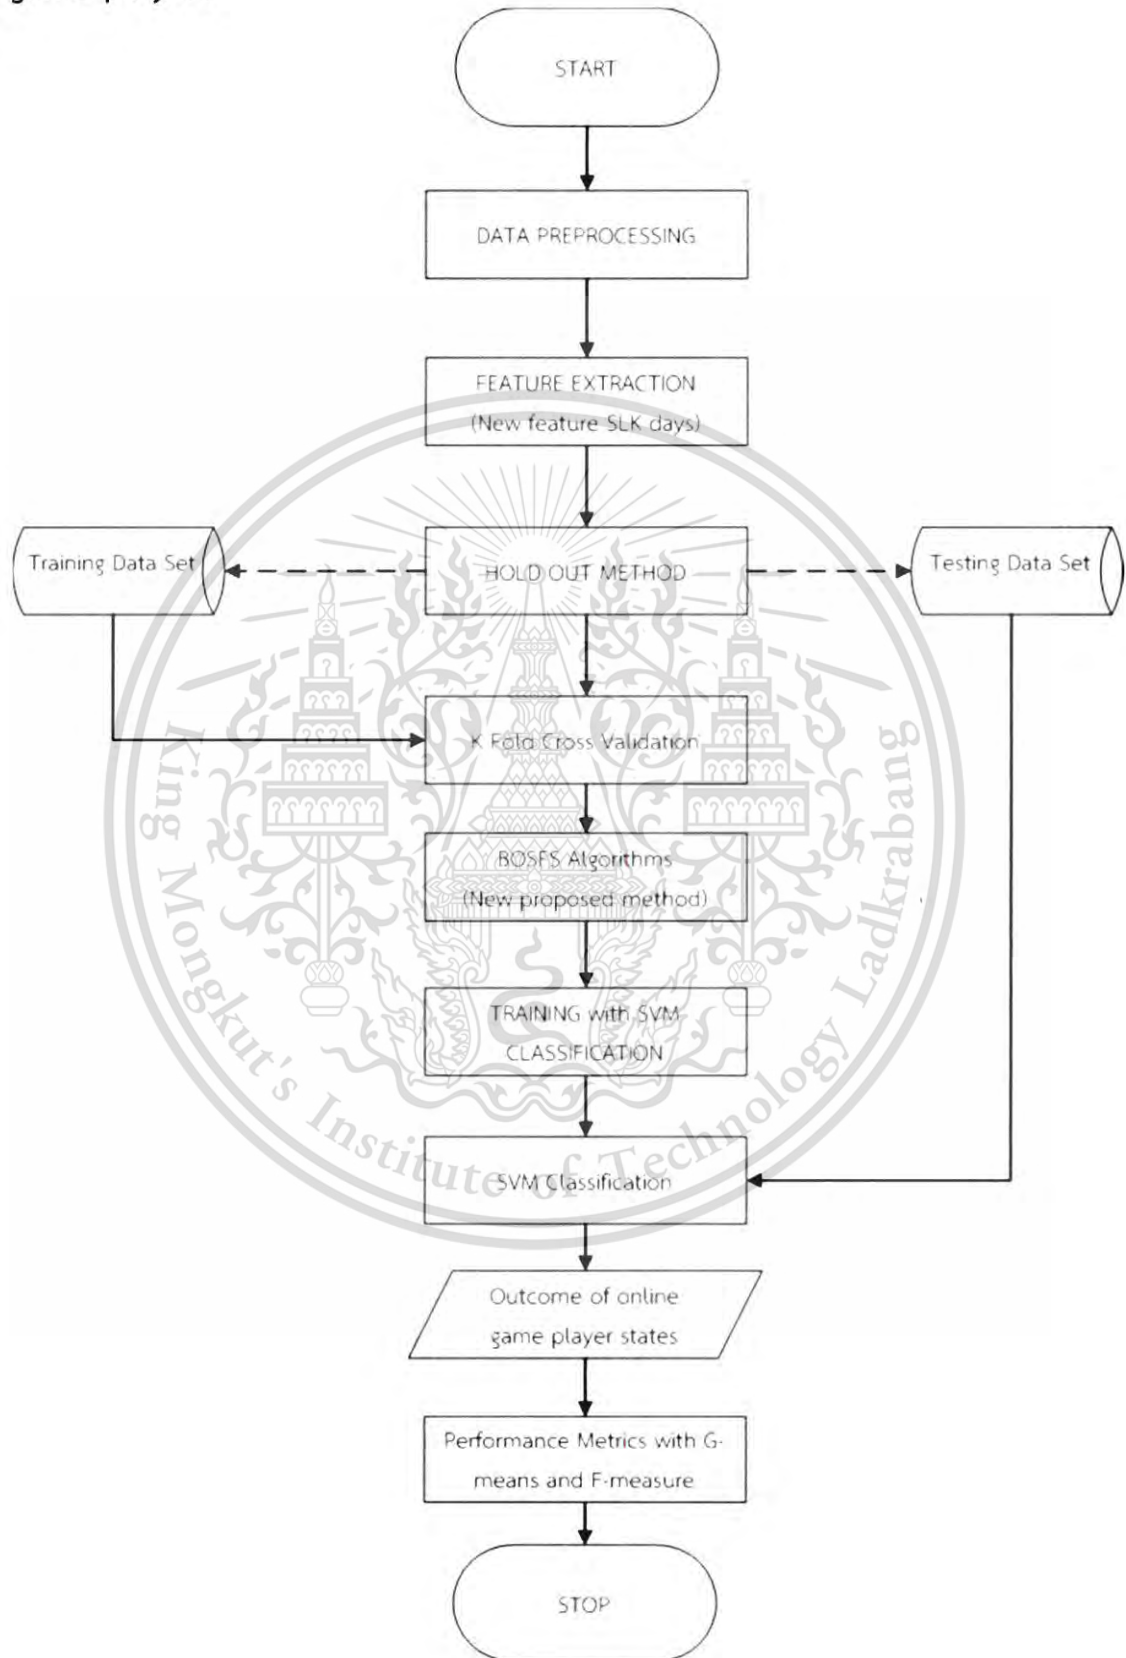 START
DATA PREPROCESSING
FEATURE EXTRACTION
(New feature SLK days)
Training Data Set
HOLD OUT METHOD
Testing Data Set
K Fold Cross Validation
BOSFS Algorithms
(New proposed method)
TRAINING with SVM
CLASSIFICATION
SVM Classification
Outcome of online
game player states
Performance Metrics with G-
means and F-measure
STOP
King Mongkut's Institute of Technology Ladkrabang